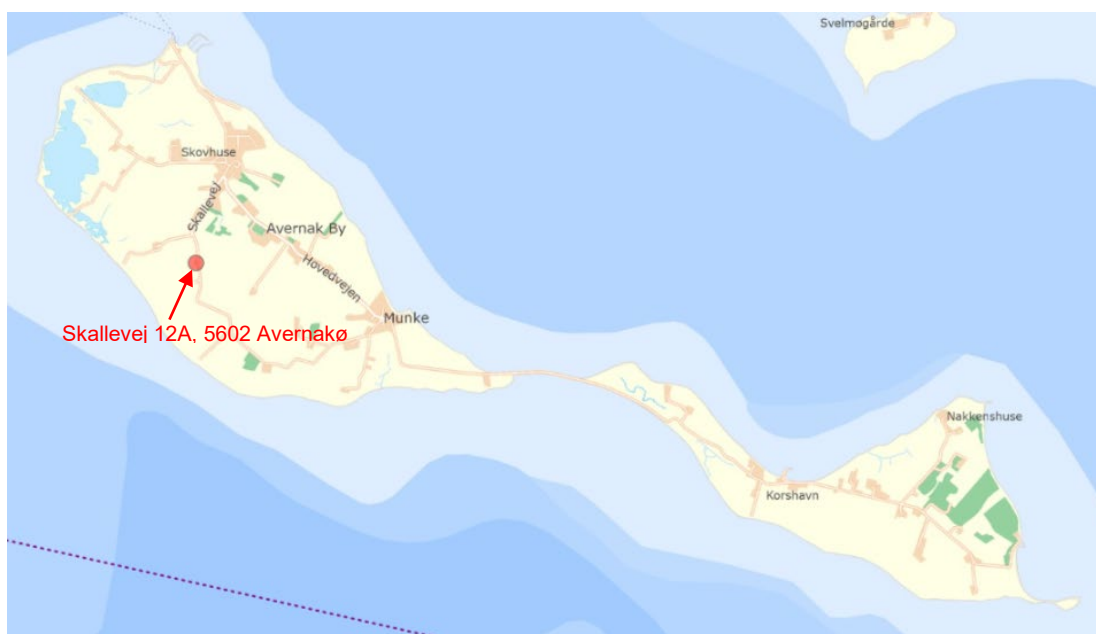 Svelmøgårde
Skovhuse
Skallevej
Avernak By
Hovedvejen
Munke
Skallevej 12A, 5602 Avernakø
Nakkenshuse
Korshavn